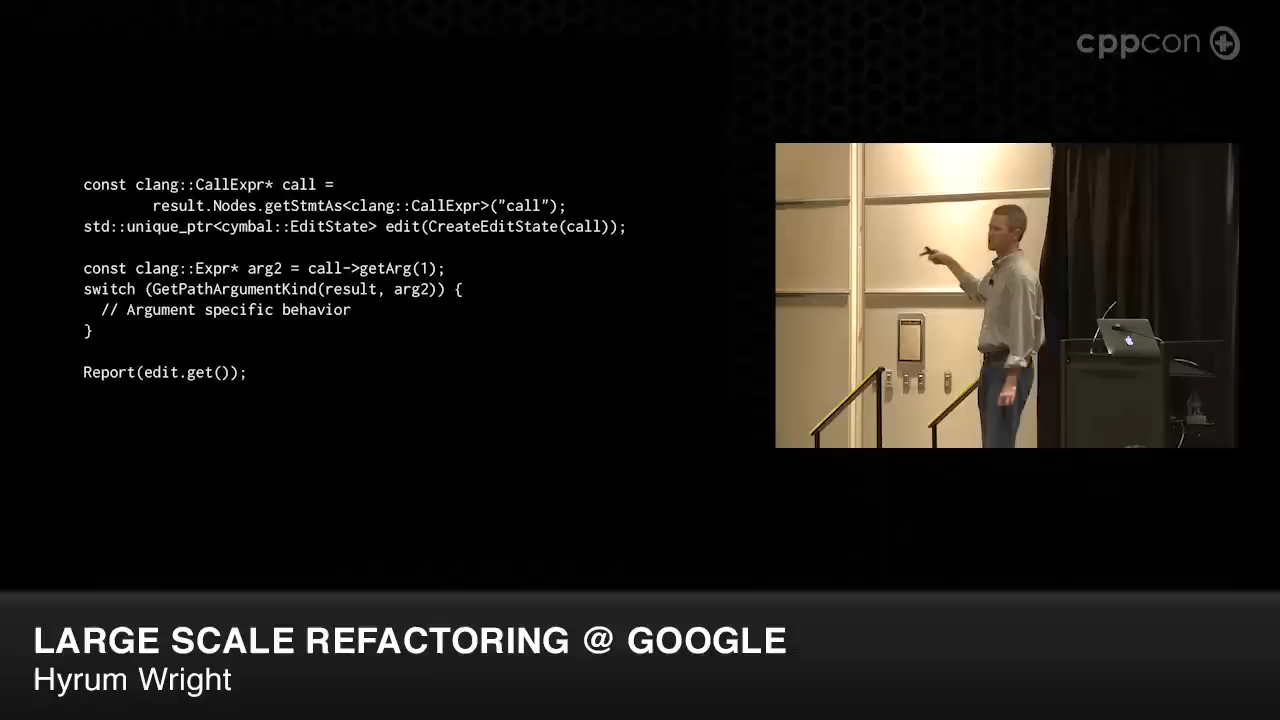 cppcon
const clang::CallExpr* call =
result.Nodes.getStmtAs<clang::CallExpr>("call");
std::unique_ptr<cymbal::EditState> edit(CreateEditState(call));
const clang::Expr* arg2 = call->getArg(1);
switch (GetPathArgumentKind(result, arg2)) {
// Argument specific behavior
}
Report(edit.get());
LARGE SCALE REFACTORING @ GOOGLE
Hyrum Wright